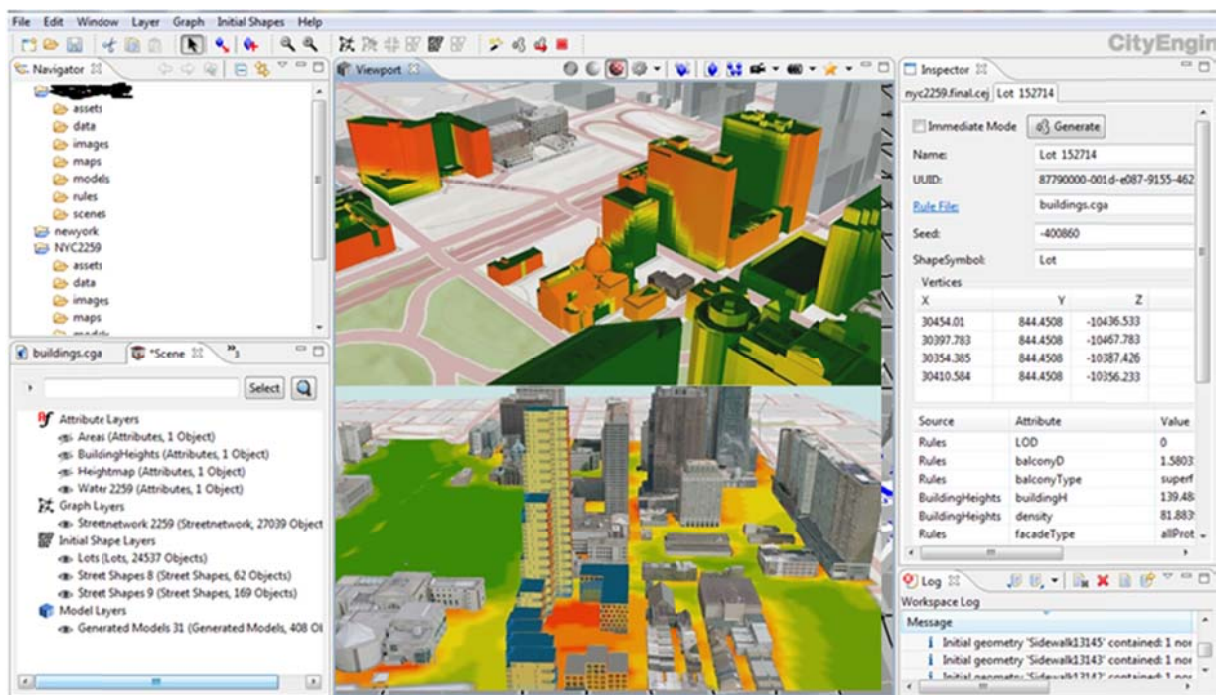 File Edit Window Layer Graph Initial Shapes Help
CityEngin
Navigator
assets
data
images
maps
models
rules
scenes
newyork
NYC2259
assets
data
images
maps
models
buildings.cga *Scene 3
Select
Attribute Layers
Areas (Attributes, 1 Object)
BuildingHeights (Attributes, 1 Object)
Heightmap (Attributes, 1 Object)
Water 2259 (Attributes, 1 Object)
Graph Layers
Streetnetwork 2259 (Streetnetwork, 27039 Object
Initial Shape Layers
Lots (Lots, 24537 Objects)
Street Shapes 8 (Street Shapes, 62 Objects)
Street Shapes 9 (Street Shapes, 169 Objects)
Model Layers
Generated Models 31 (Generated Models, 408 Ol
Viewport
Inspector
nyc2259.final.cej Lot 152714
Immediate Mode Generate
Name: Lot 152714
UUID: 87790000-001d-e087-9155-462
Rule File: buildings.cga
Seed: -400860
ShapeSymbol: Lot
Vertices
X Y Z
30454.01 844.4508 -10436.533
30397.783 844.4508 -10467.783
30354.385 844.4508 -10387.426
30410.584 844.4508 -10356.233
Source Attribute Value
Rules LOD 0
Rules balconyD 1.5803
Rules balconyType superf
BuildingHeights buildingH 139.48
BuildingHeights density 81.883
Rules facadeType allProt
Log
Workspace Log
Message
Initial geometry 'Sidewalk13145' contained: 1 nor
Initial geometry 'Sidewalk13143' contained: 1 nor
Initial geometry 'Sidewalk13142' contained: 1 nor